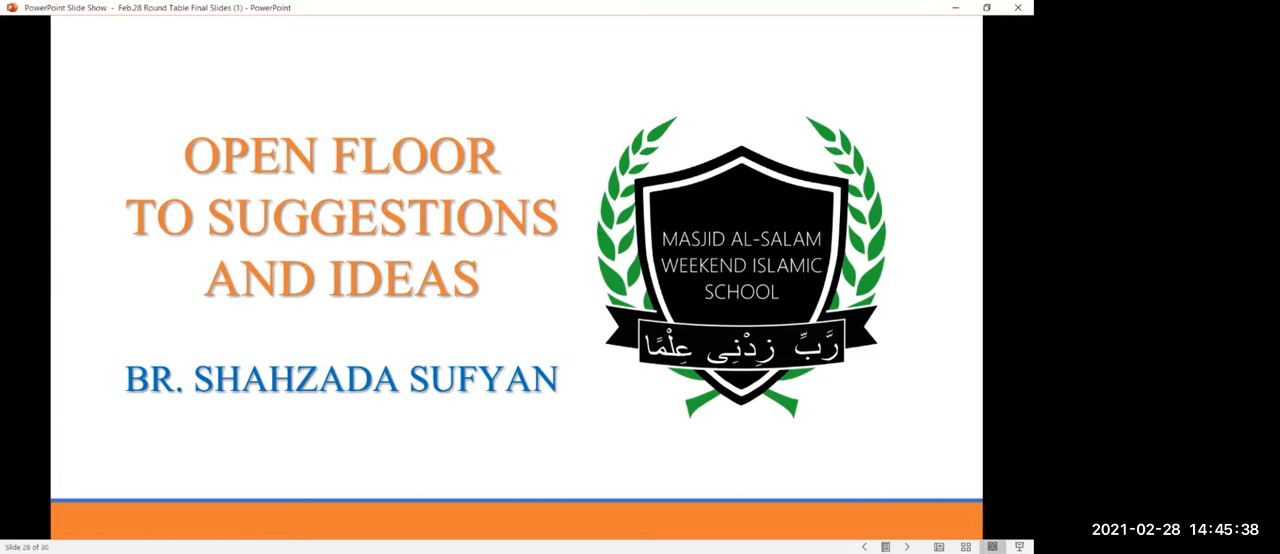 PowerPoint Slide Show - Feb.28 Round Table Final Slides (1) - PowerPoint
OPEN FLOOR
TO SUGGESTIONS
AND IDEAS
BR. SHAHZADA SUFYAN
MASJID AL-SALAM
WEEKEND ISLAMIC
SCHOOL
رَّبِّ زِدْنِي عِلْمًا
2021-02-28 14:45:38
Slide 28 of 30